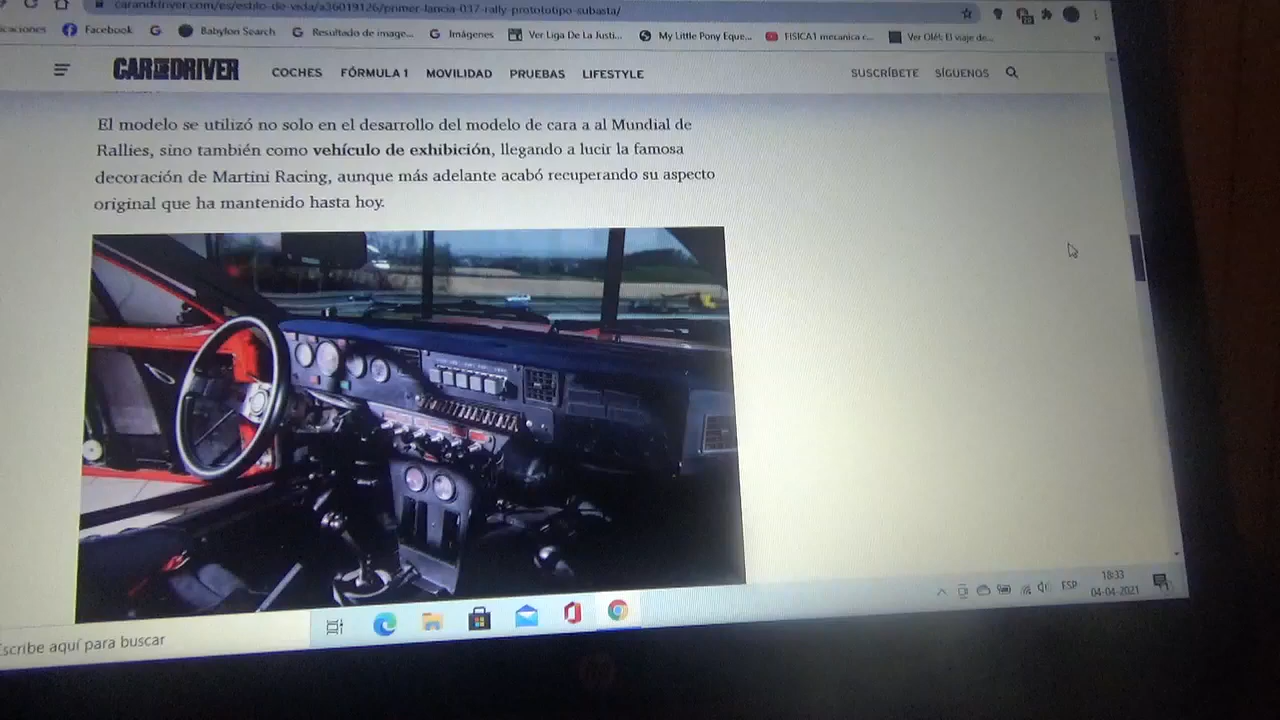 caranddriver.com/es/estilo-de-vida/a36019126/primer-lancia-037-rally-protototipo-subasta/
caciones Facebook Babylon Search Resultado de image... Imágenes Ver Liga De La Justi... My Little Pony Eque... FISICA1 mecanica c... Ver Olé: El viaje de... »
CAR AND DRIVER COCHES FÓRMULA 1 MOVILIDAD PRUEBAS LIFESTYLE SUSCRÍBETE SÍGUENOS
El modelo se utilizó no solo en el desarrollo del modelo de cara a al Mundial de
Rallies, sino también como vehículo de exhibición, llegando a lucir la famosa
decoración de Martini Racing, aunque más adelante acabó recuperando su aspecto
original que ha mantenido hasta hoy.
ESP 18:33
04-04-2021
Escribe aquí para buscar
hp